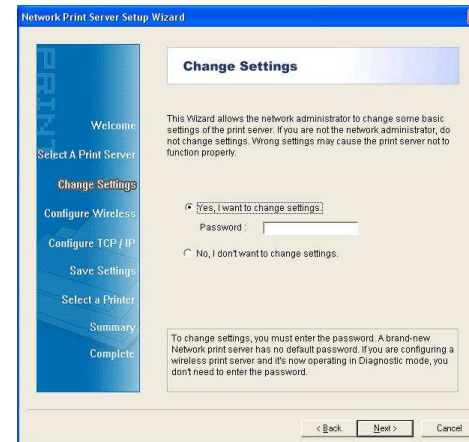 Network Print Server Setup Wizard
PRINT
Change Settings
Welcome
Select A Print Server
Change Settings
Configure Wireless
Configure TCP / IP
Save Settings
Select a Printer
Summary
Complete
This Wizard allows the network administrator to change some basic
settings of the print server. If you are not the network administrator, do
not change settings. Wrong settings may cause the print server not to
function properly.
Yes, I want to change settings.
Password :
No, I don't want to change settings.
To change settings, you must enter the password. A brand-new
Network print server has no default password. If you are configuring a
wireless print server and it's now operating in Diagnostic mode, you
don't need to enter the password.
< Back
Next >
Cancel